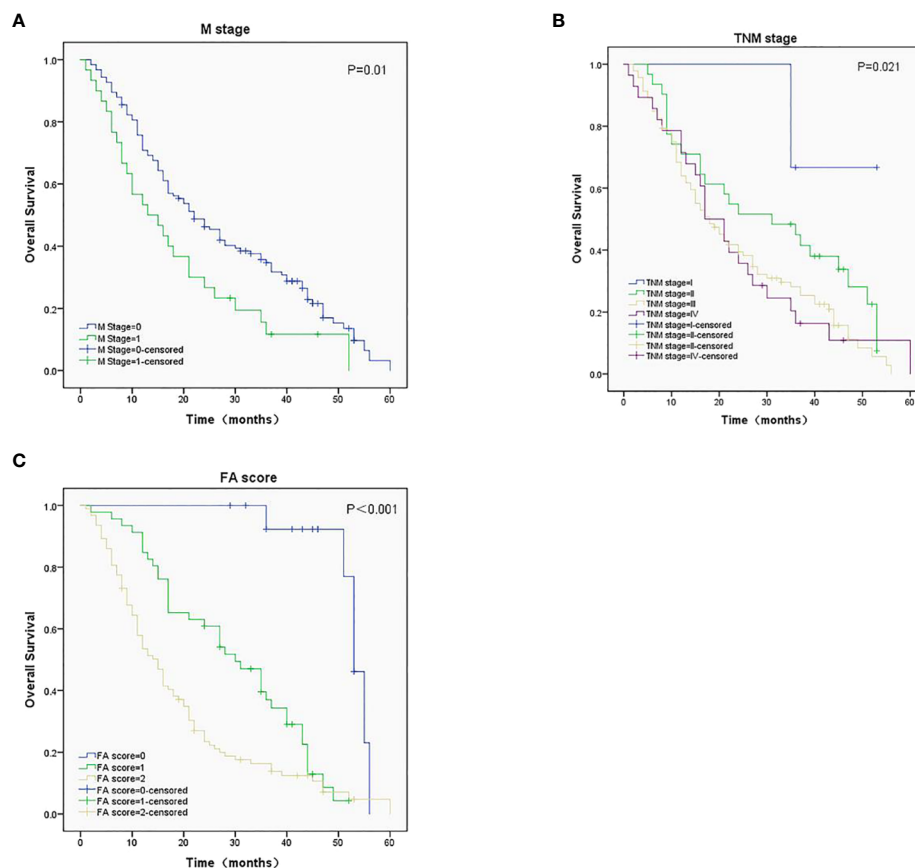 A
M stage
P=0.01
Overall Survival
1.0
0.8
0.6
0.4
0.2
0.0
M Stage=0
M Stage=1
M Stage=0-censored
M Stage=1-censored
0 10 20 30 40 50 60
Time（months）
B
TNM stage
P=0.021
Overall Survival
1.0
0.8
0.6
0.4
0.2
0.0
TNM stage=I
TNM stage=II
TNM stage=III
TNM stage=IV
TNM stage=I-censored
TNM stage=II-censored
TNM stage=II-censored
TNM stage=IV-censored
0 10 20 30 40 50 60
Time（months）
C
FA score
P＜0.001
Overall Survival
1.0
0.8
0.6
0.4
0.2
0.0
FA score=0
FA score=1
FA score=2
FA score=0-censored
FA score=1-censored
FA score=2-censored
0 10 20 30 40 50 60
Time（months）